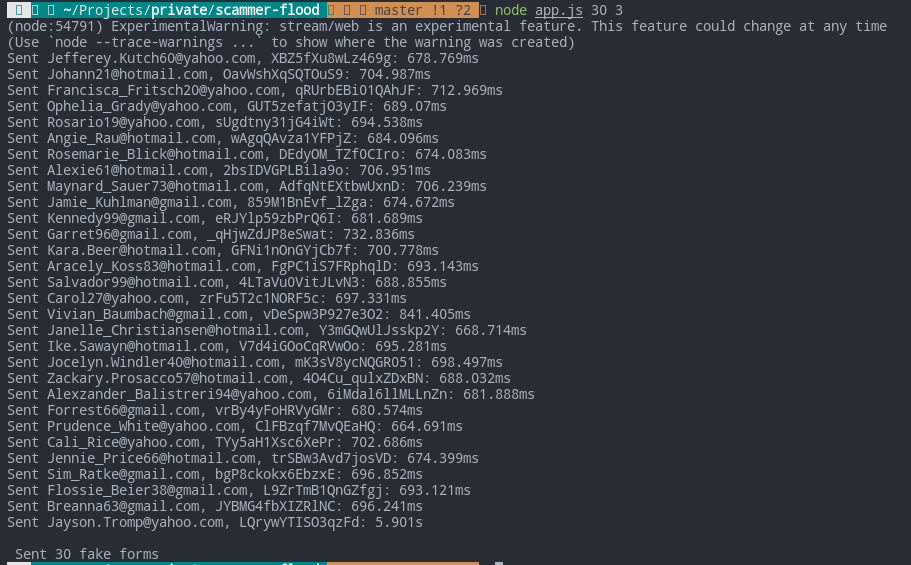 ~/Projects/private/scammer-flood master !1 ?2 node app.js 30 3
(node:54791) ExperimentalWarning: stream/web is an experimental feature. This feature could change at any time
(Use `node --trace-warnings ...` to show where the warning was created)
Sent Jefferey.Kutch60@yahoo.com, XBZ5fXu8wLz469g: 678.769ms
Sent Johann21@hotmail.com, OavWshXqSQTOuS9: 704.987ms
Sent Francisca_Fritsch20@yahoo.com, qRUrbEBi01QAhJF: 712.969ms
Sent Ophelia_Grady@yahoo.com, GUT5zefatjO3yIF: 689.07ms
Sent Rosario19@yahoo.com, sUgdtny31jG4iWt: 694.538ms
Sent Angie_Rau@hotmail.com, wAgqQAvza1YFPjZ: 684.096ms
Sent Rosemarie_Blick@hotmail.com, DEdyOM_TZf0CIro: 674.083ms
Sent Alexie61@hotmail.com, 2bsIDVGPLBila9o: 706.951ms
Sent Maynard_Sauer73@hotmail.com, AdfqNtEXtbwUxnD: 706.239ms
Sent Jamie_Kuhlman@gmail.com, 859M1BnEvf_lZga: 674.672ms
Sent Kennedy99@gmail.com, eRJYlp59zbPrQ6I: 681.689ms
Sent Garret96@gmail.com, _qHjwZdJP8eSwat: 732.836ms
Sent Kara.Beer@hotmail.com, GFNi1nOnGYjCb7f: 700.778ms
Sent Aracely_Koss83@hotmail.com, FgPC1iS7FRphqlD: 693.143ms
Sent Salvador99@hotmail.com, 4LTaVuOVitJLvN3: 688.855ms
Sent Carol27@yahoo.com, zrFu5T2c1NORF5c: 697.331ms
Sent Vivian_Baumbach@gmail.com, vDeSpw3P927e3O2: 841.405ms
Sent Janelle_Christiansen@hotmail.com, Y3mGQwUlJsskp2Y: 668.714ms
Sent Ike.Sawayn@hotmail.com, V7d4iGOoCqRVwOo: 695.281ms
Sent Jocelyn.Windler40@hotmail.com, mK3sV8ycNQGRO51: 698.497ms
Sent Zackary.Prosacco57@hotmail.com, 4O4Cu_qulxZDxBN: 688.032ms
Sent Alexzander_Balistreri94@yahoo.com, 6iMdal6llMLLnZn: 681.888ms
Sent Forrest66@gmail.com, vrBy4yFoHRVyGMr: 680.574ms
Sent Prudence_White@yahoo.com, ClFBzqf7MvQEaHQ: 664.691ms
Sent Cali_Rice@yahoo.com, TYy5aH1Xsc6XePr: 702.686ms
Sent Jennie_Price66@hotmail.com, trSBw3Avd7josVD: 674.399ms
Sent Sim_Ratke@gmail.com, bgP8ckokx6EbzxE: 696.852ms
Sent Flossie_Beier38@gmail.com, L9ZrTmB1QnGZfgj: 693.121ms
Sent Breanna63@gmail.com, JYBMG4fbXIZRlNC: 696.241ms
Sent Jayson.Tromp@yahoo.com, LQrywYTISO3qzFd: 5.901s
Sent 30 fake forms